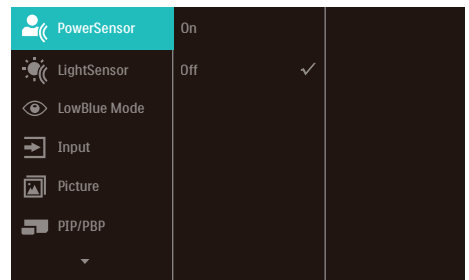 PowerSensor
On
LightSensor
Off
LowBlue Mode
Input
Picture
PIP/PBP